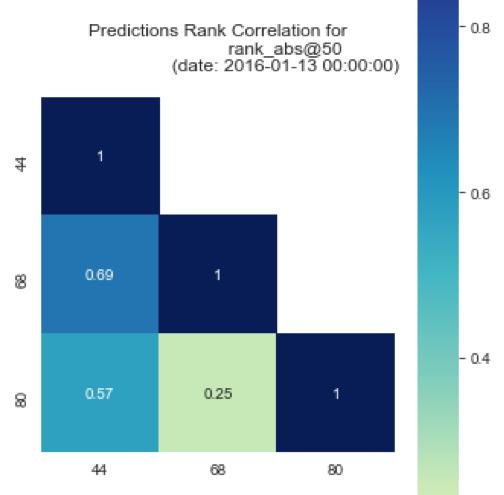 Predictions Rank Correlation for
rank_abs@50
(date: 2016-01-13 00:00:00)
0.8
44
1
0.6
68
0.69 1
0.4
80
0.57 0.25 1
44 68 80